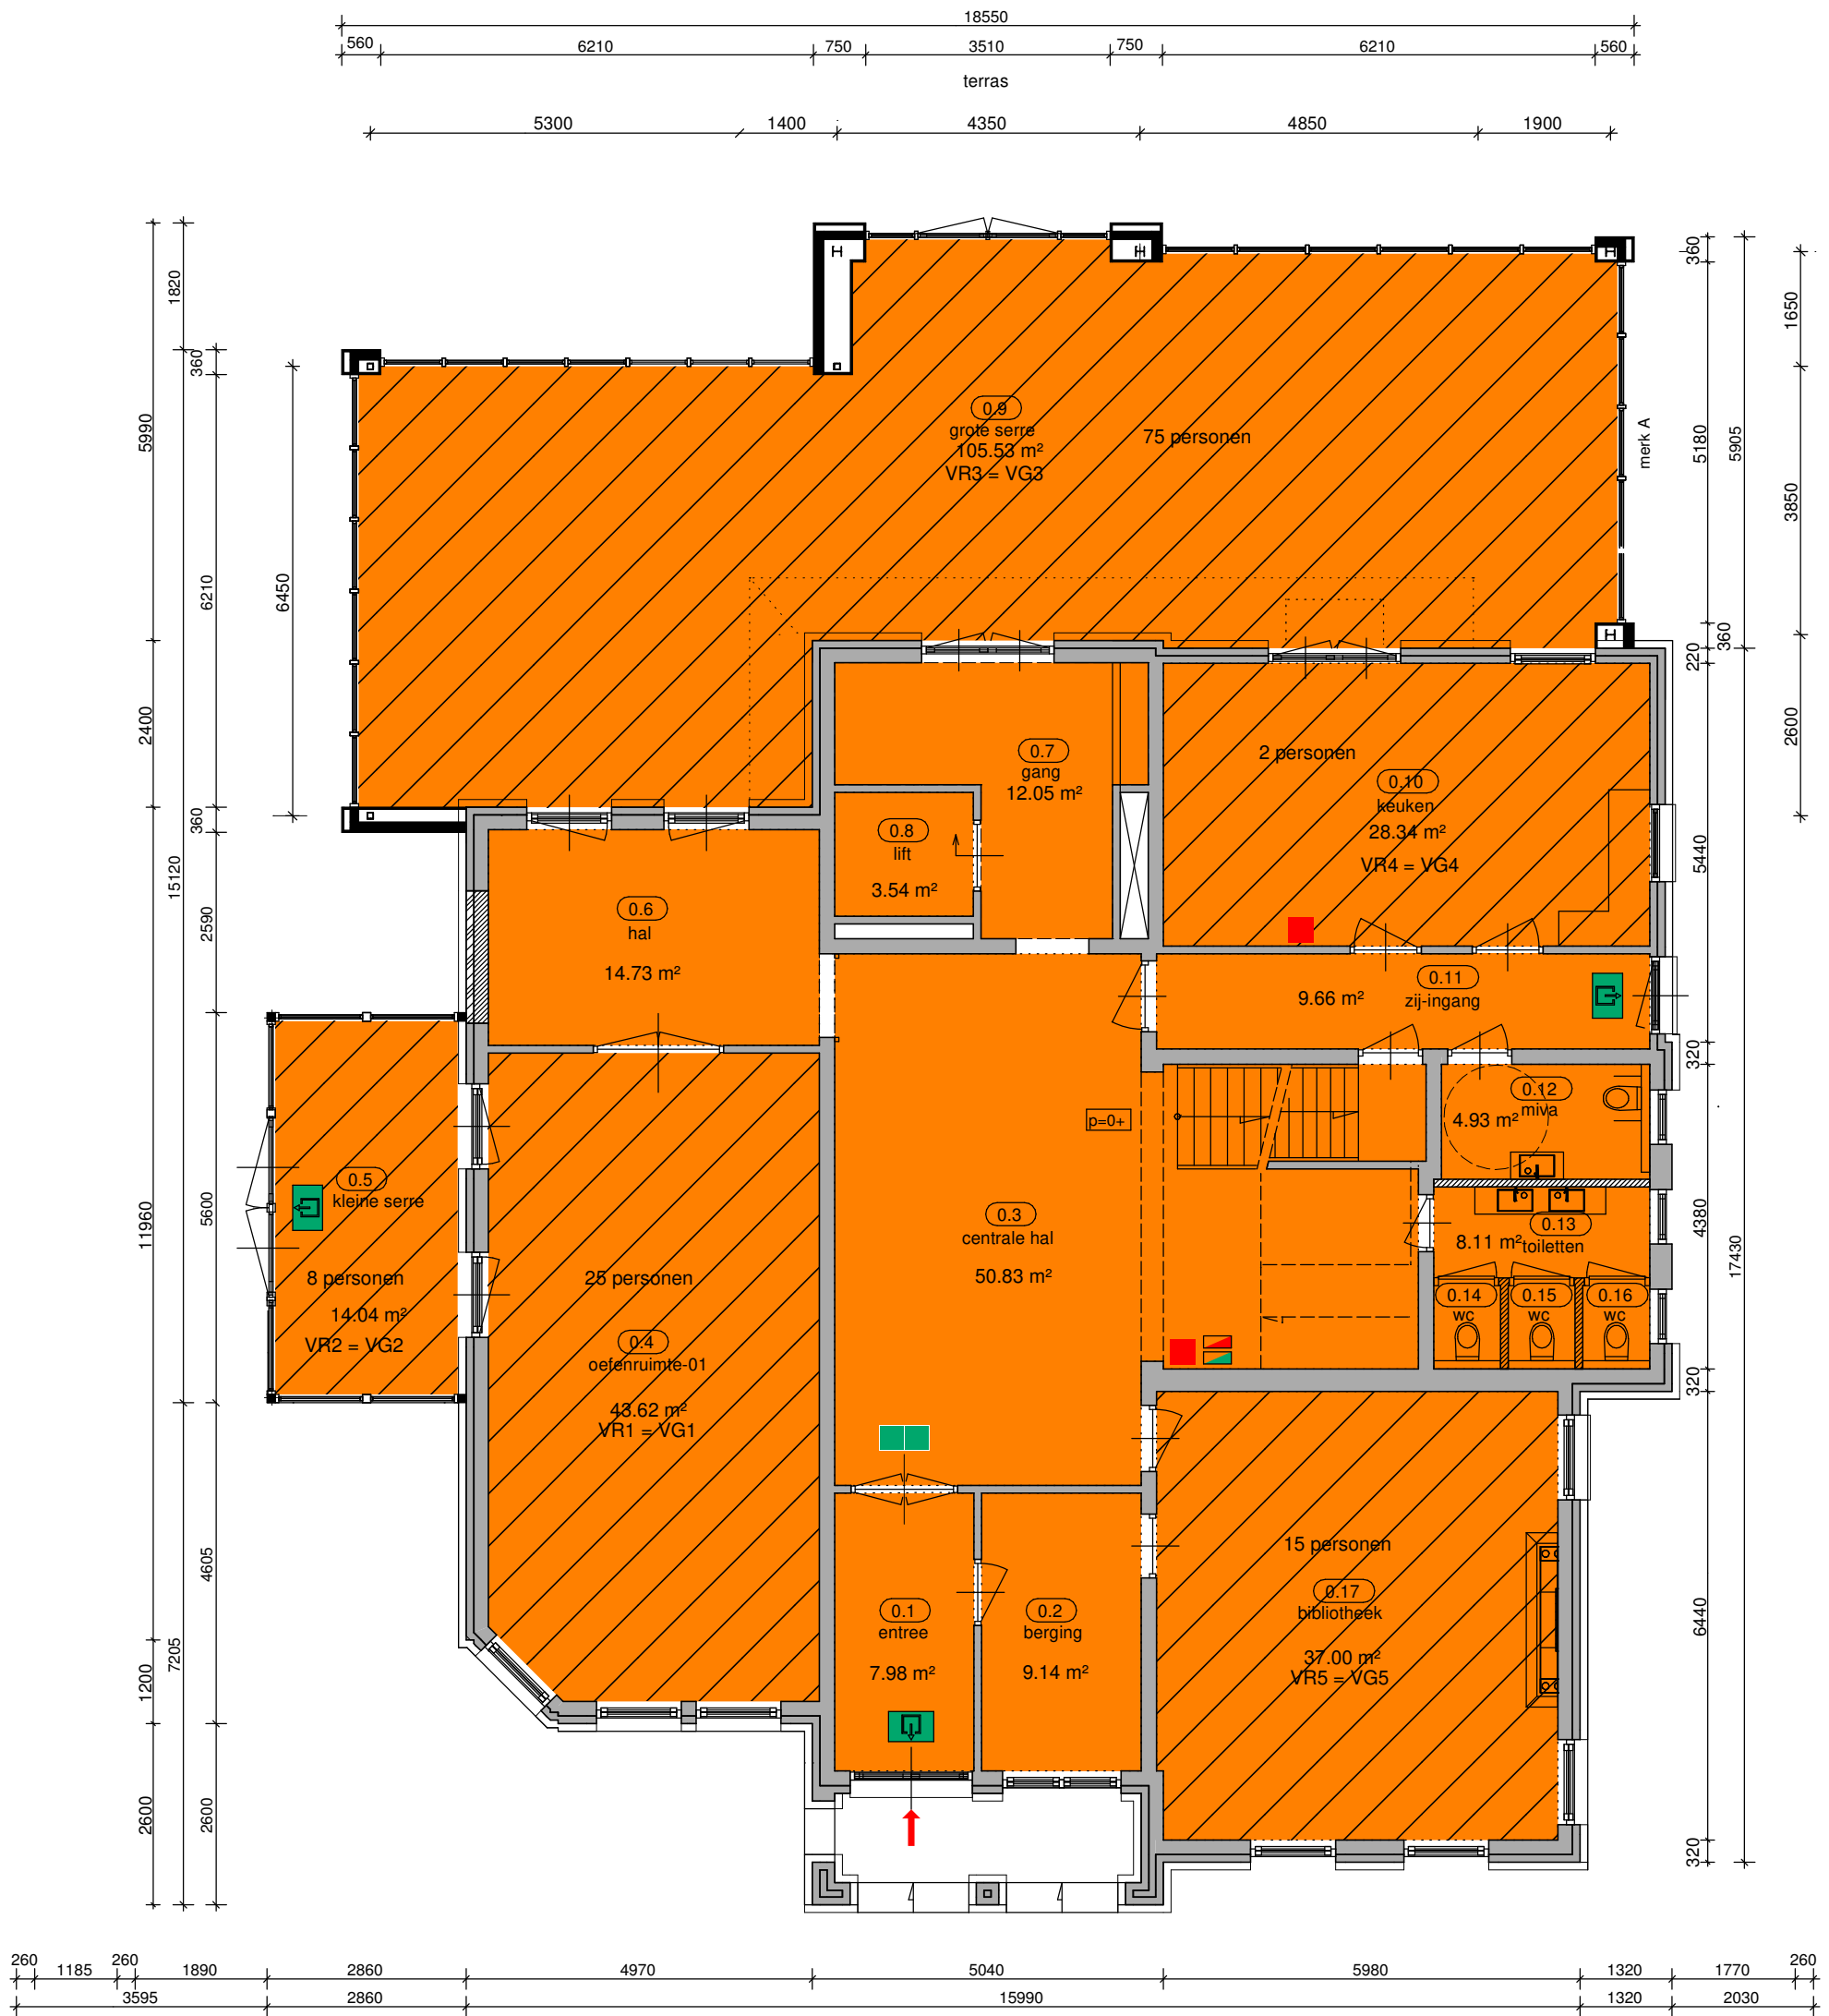 18550
560 6210 750 3510 750 6210 560
terras
5300 1400 4350 4850 1900
1820
360
5990
6210
6450
2400
360
15120
2590
11960
5600
4605
7205
1200
2600
2600
360
1650
5180
5905
merk A
3850
220
360
2600
5440
320
4380
17430
320
6440
320
0.9
grote serre
105.53 m²
VR3 = VG3
75 personen
0.7
gang
12.05 m²
2 personen
0.10
keuken
28.34 m²
VR4 = VG4
0.8
lift
3.54 m²
0.6
hal
14.73 m²
0.11
zij-ingang
9.66 m²
0.12
miva
4.93 m²
p=0+
0.5
kleine serre
8 personen
14.04 m²
VR2 = VG2
25 personen
0.4
oefenruimte-01
43.62 m²
VR1 = VG1
0.3
centrale hal
50.83 m²
0.13
8.11 m² toiletten
0.14 0.15 0.16
wc wc wc
15 personen
0.17
bibliotheek
37.00 m²
VR5 = VG5
0.1
entree
7.98 m²
0.2
berging
9.14 m²
260 1185 260 1890 2860 4970 5040 5980 1320 1770 260
3595 2860 15990 1320 2030